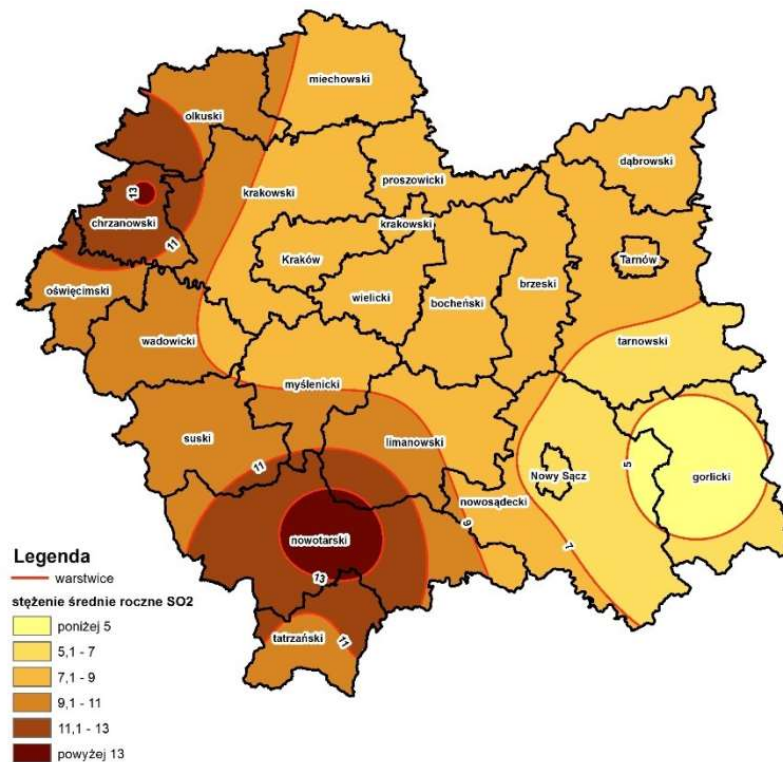 miechowski
olkuski
dąbrowski
proszowicki
13
krakowski
chrzanowski
krakowski
11
Kraków
Tarnów
oświęcimski
wielicki
bocheński
brzeski
wadowicki
tarnowski
myślenicki
suski
limanowski
11
5
Nowy Sącz
gorlicki
nowosądecki
9
nowotarski
7
13
tatrzański
11
Legenda
warstwice
stężenie średnie roczne SO2
poniżej 5
5,1 - 7
7,1 - 9
9,1 - 11
11,1 - 13
powyżej 13